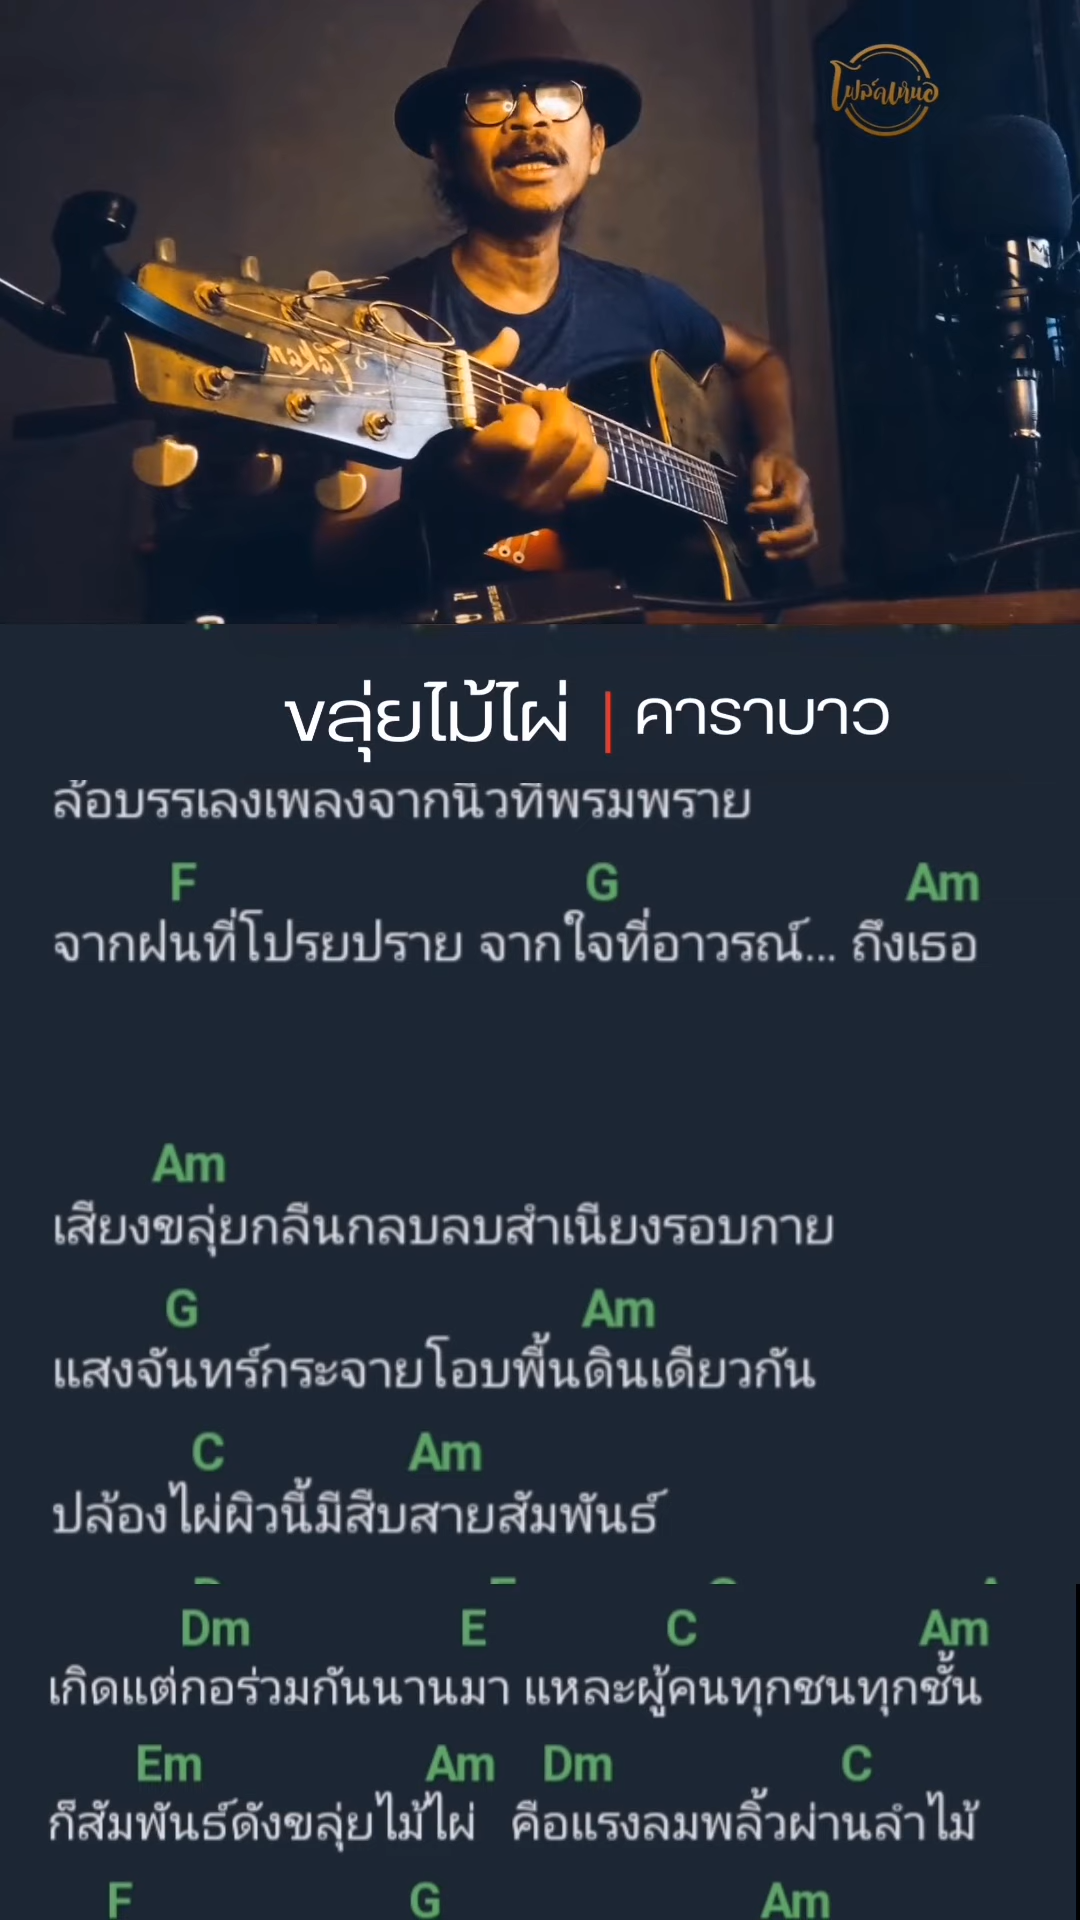 โฟล์คเหน่อ
ขลุ่ยไม้ไผ่ | คาราบาว
ล้อบรรเลงเพลงจากนิ้วที่พรมพราย
F G Am
จากฝนที่โปรยปราย จากใจที่อาวรณ์... ถึงเธอ
Am
เสียงขลุ่ยกลืนกลบลบสำเนียงรอบกาย
G Am
แสงจันทร์กระจายโอบพื้นดินเดียวกัน
C Am
ปล้องไผ่ผิวนี้มีสืบสายสัมพันธ์
Dm E C Am
เกิดแต่กอร่วมกันนานมา แหละผู้คนทุกชนทุกชั้น
Em Am Dm C
ก็สัมพันธ์ดังขลุ่ยไม้ไผ่ คือแรงลมพลิ้วผ่านลำไม้
F G Am